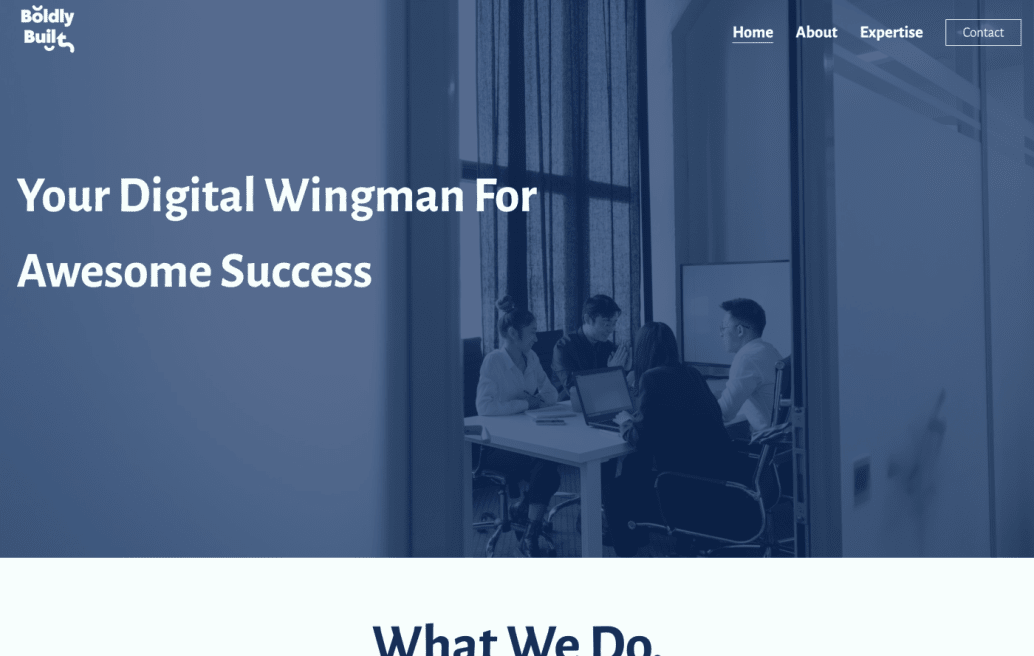 Boldly
Built
Home About Expertise Contact
Your Digital Wingman For
Awesome Success
What We Do.